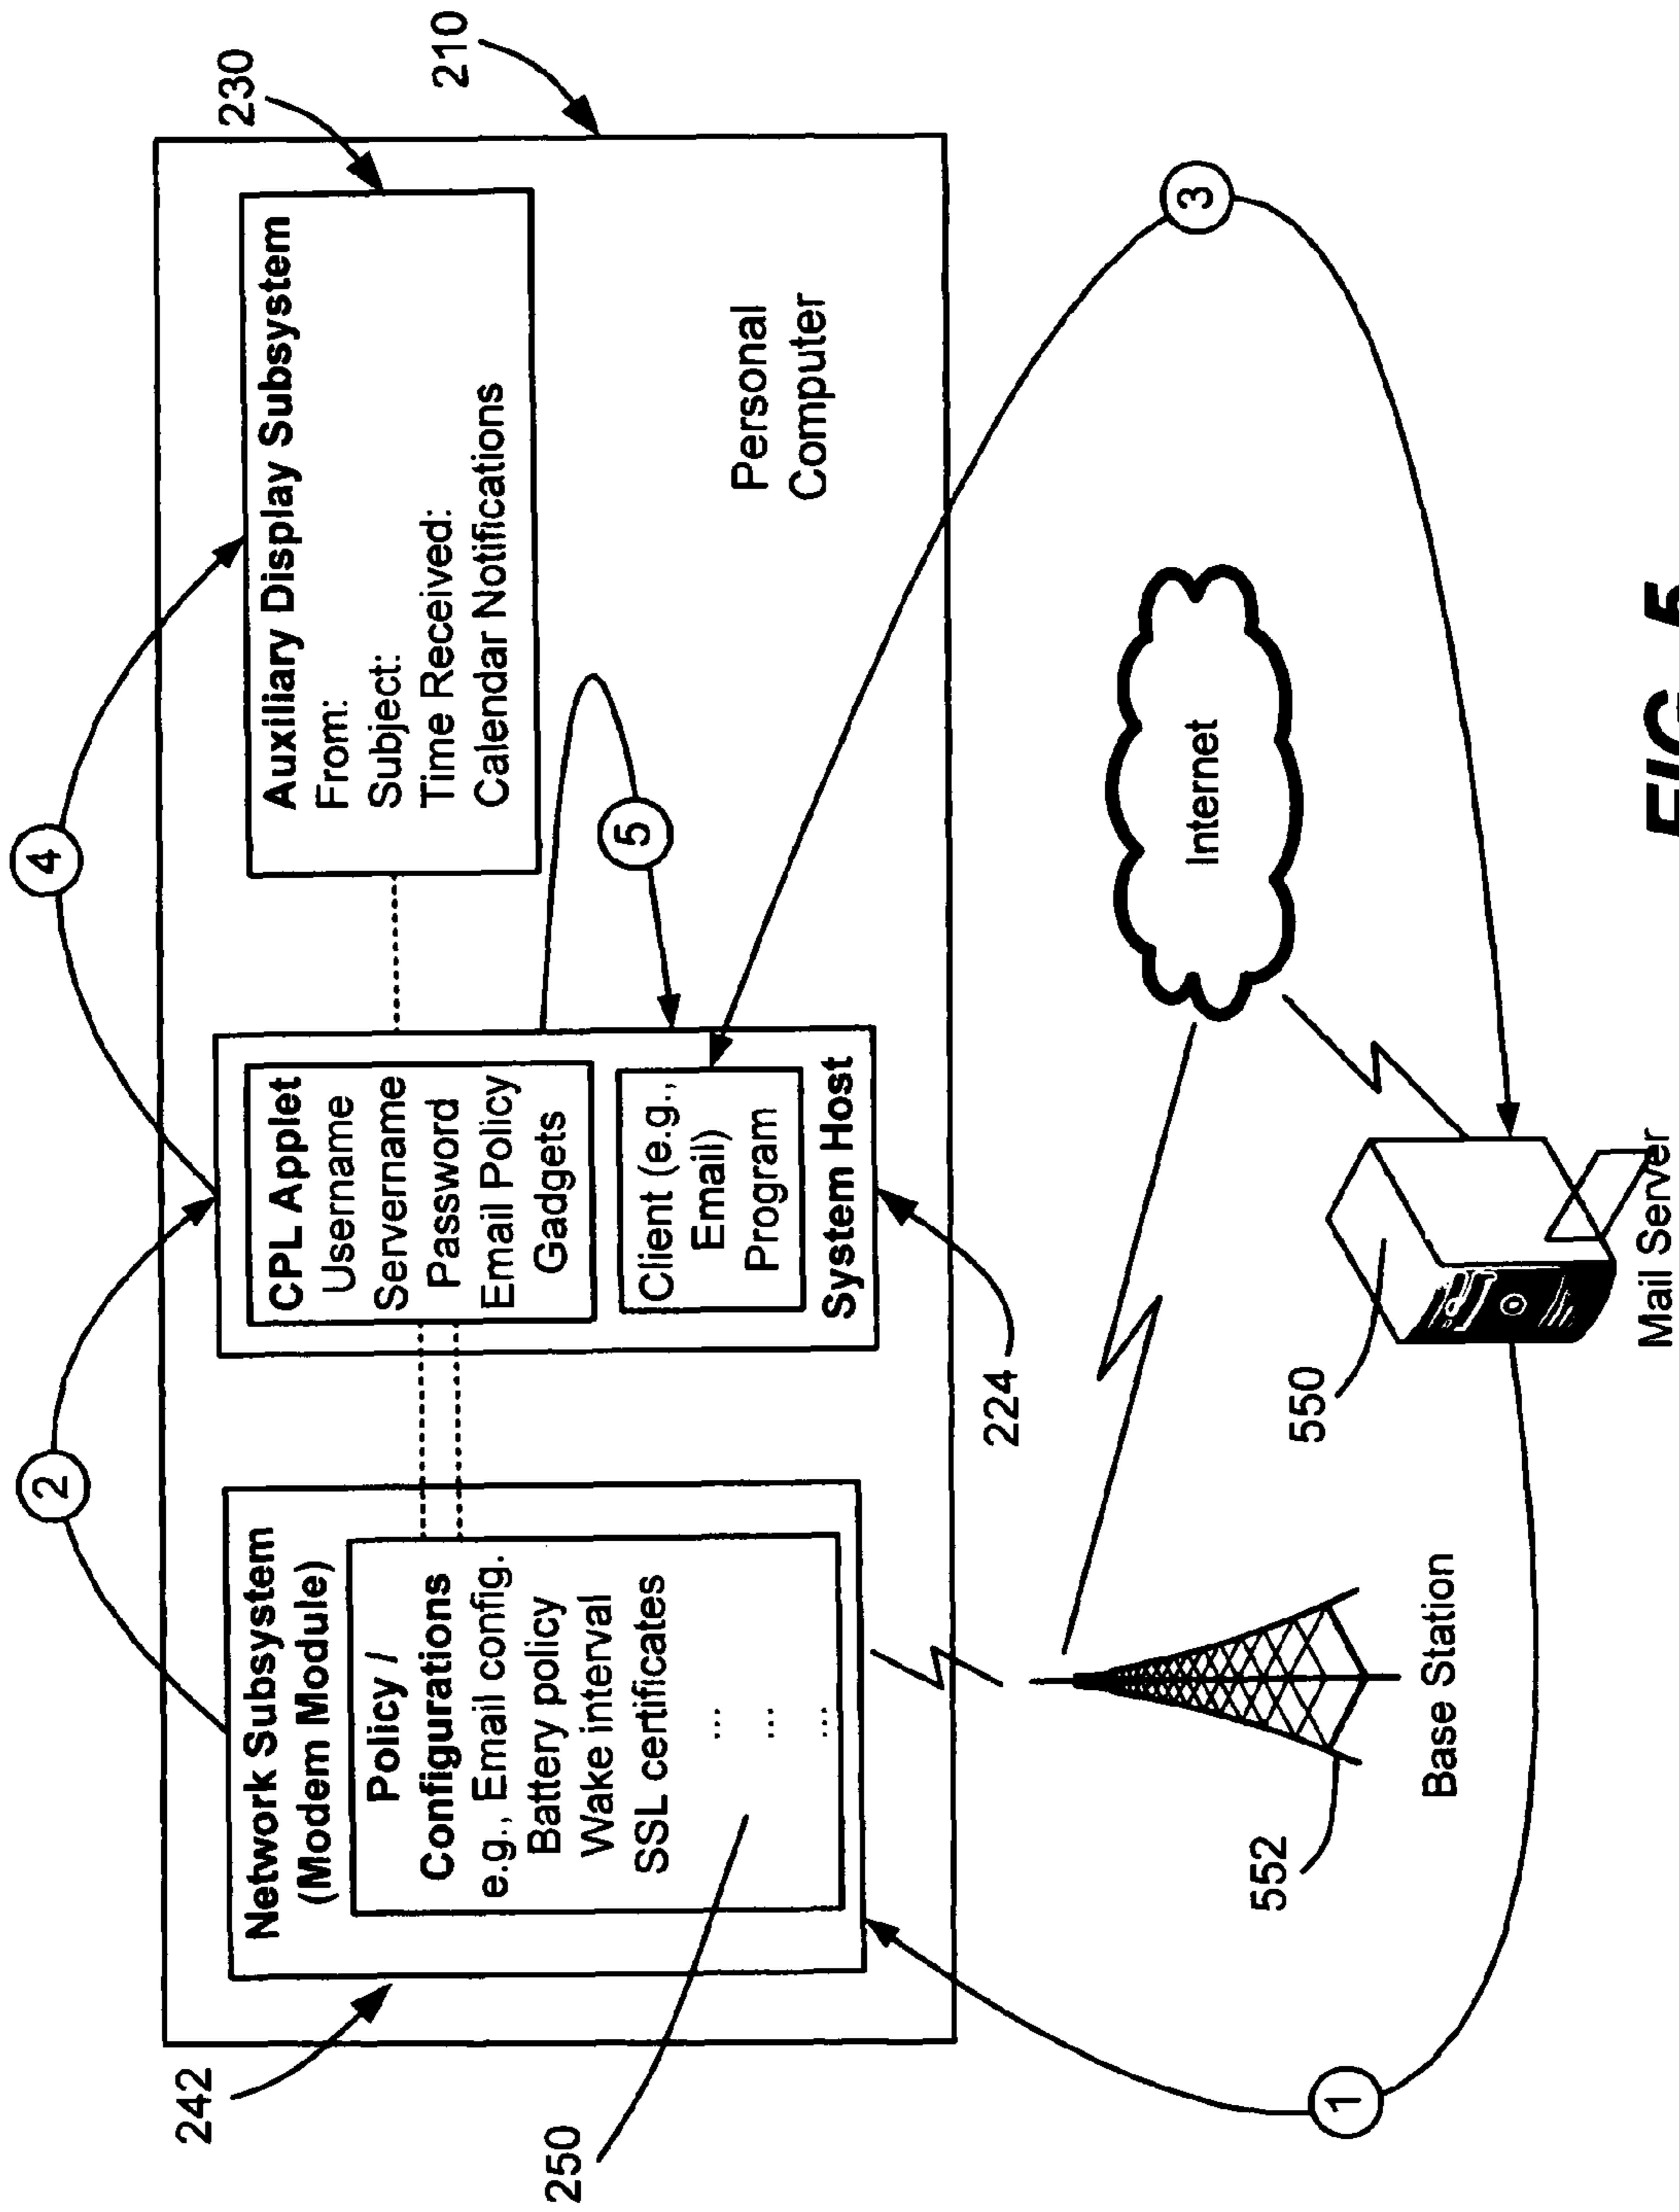 2
4
242
Network Subsystem
(Modem Module)
Policy /
Configurations
e.g., Email config.
Battery policy
Wake interval
SSL certificates
...
...
...
250
CPL Applet
Username
Servername
Password
Email Policy
Gadgets
Client (e.g.,
Email)
Program
System Host
224
Auxiliary Display Subsystem
From:
Subject:
Time Received:
Calendar Notifications
230
210
5
Personal
Computer
1
552
Base Station
Internet
550
Mail Server
3
FIG. 5